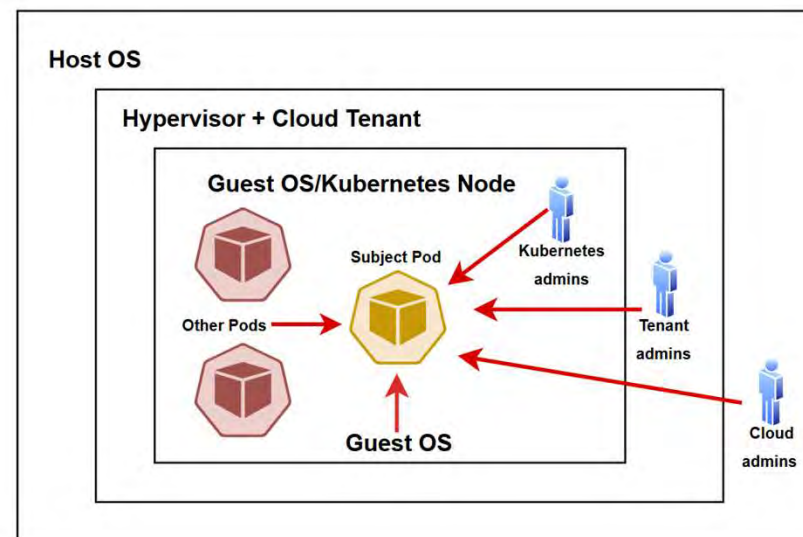 Host OS
Hypervisor + Cloud Tenant
Guest OS/Kubernetes Node
Subject Pod
Kubernetes
admins
Other Pods
Tenant
admins
Guest OS
Cloud
admins